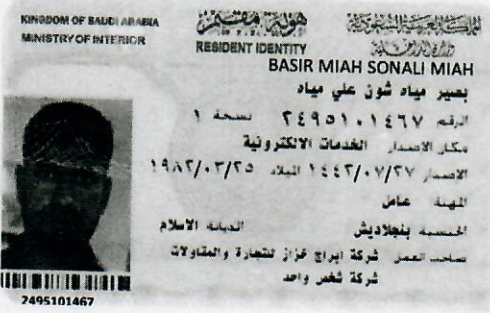 KINGDOM OF SAUDI ARABIA
MINISTRY OF INTERIOR
هوية مقيم
RESIDENT IDENTITY
المملكة العربية السعودية
وزارة الداخلية
BASIR MIAH SONALI MIAH
بصير مياه شون علي مياه
الرقم ٢٤٩٥١٠١٤٦٧ نسخة ١
مكان الاصدار الخدمات الالكترونية
الاصدار ١٤٤٢/٠٧/٢٧ الميلاد ١٩٨٢/٠٣/٢٥
المهنة عامل
الجنسية بنجلاديش الديانة الاسلام
صاحب العمل شركة ابراج قزاز للتجارة والمقاولات
شركة شخص واحد
2495101467